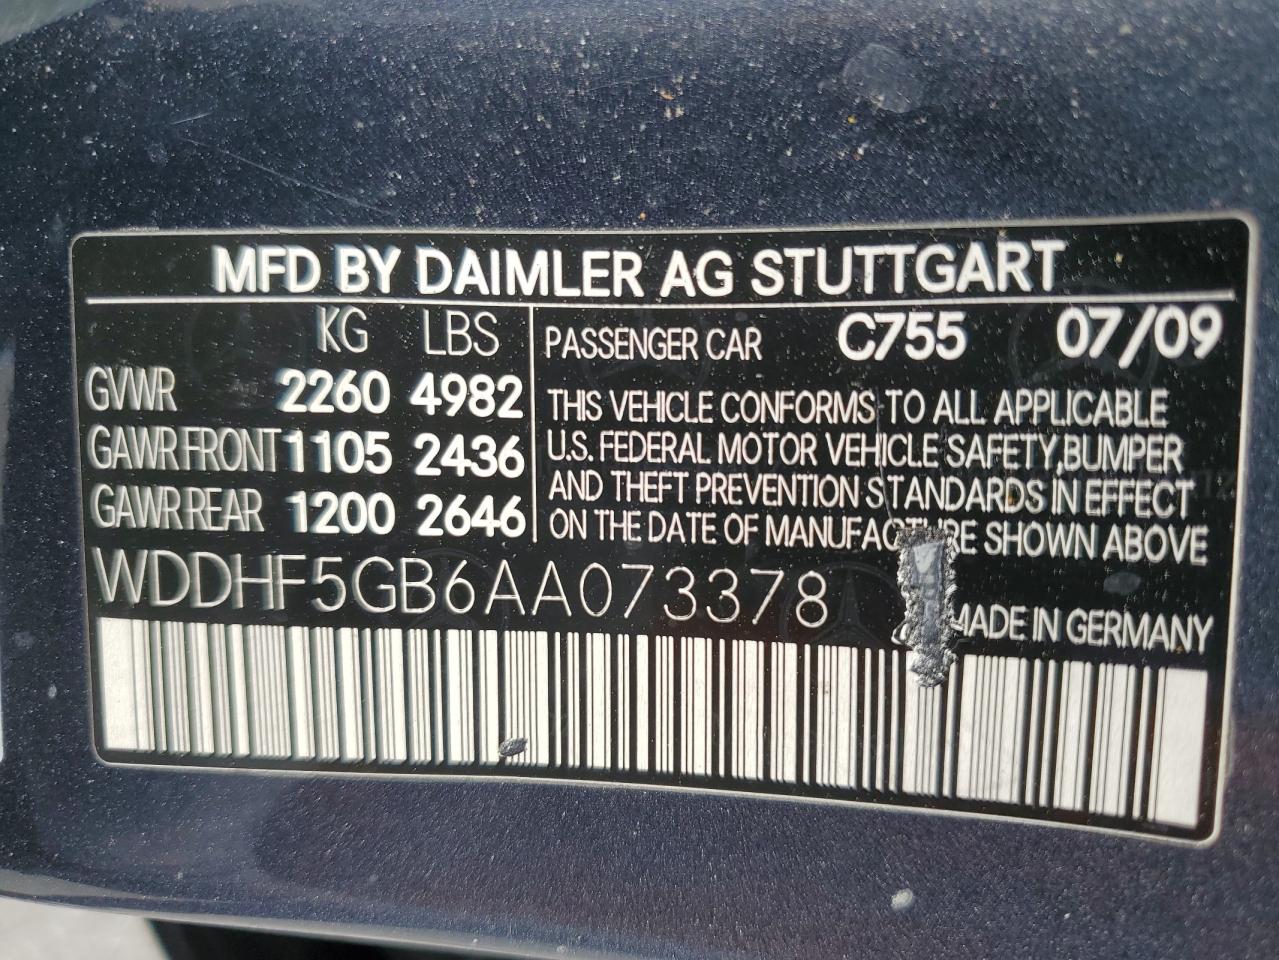 MFD BY DAIMLER AG STUTTGART
KG LBS
GVWR 2260 4982
GAWR FRONT 1105 2436
GAWR REAR 1200 2646
PASSENGER CAR C755 07/09
THIS VEHICLE CONFORMS TO ALL APPLICABLE
U.S. FEDERAL MOTOR VEHICLE SAFETY, BUMPER
AND THEFT PREVENTION STANDARDS IN EFFECT
ON THE DATE OF SHOWN ABOVE
WDDHF5GB6AA073378
MADE IN GERMANY